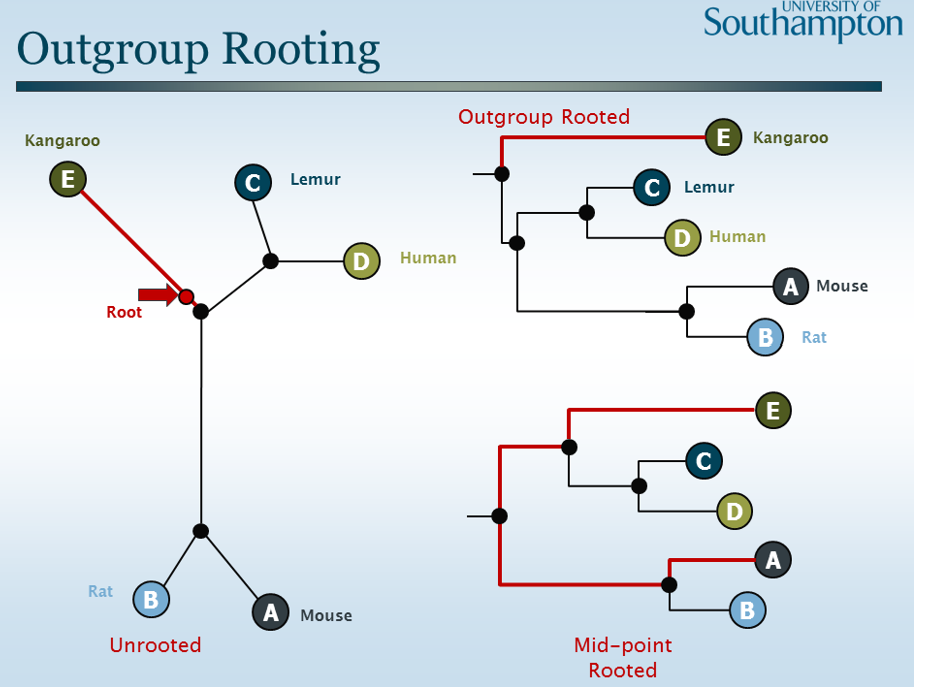 UNIVERSITY OF
Southampton
Outgroup Rooting
Kangaroo
E
C
Lemur
D
Human
Root
B
Rat
A
Mouse
Unrooted
Outgroup Rooted
E
Kangaroo
C
Lemur
D
Human
A
Mouse
B
Rat
E
C
D
A
B
Mid-point
Rooted